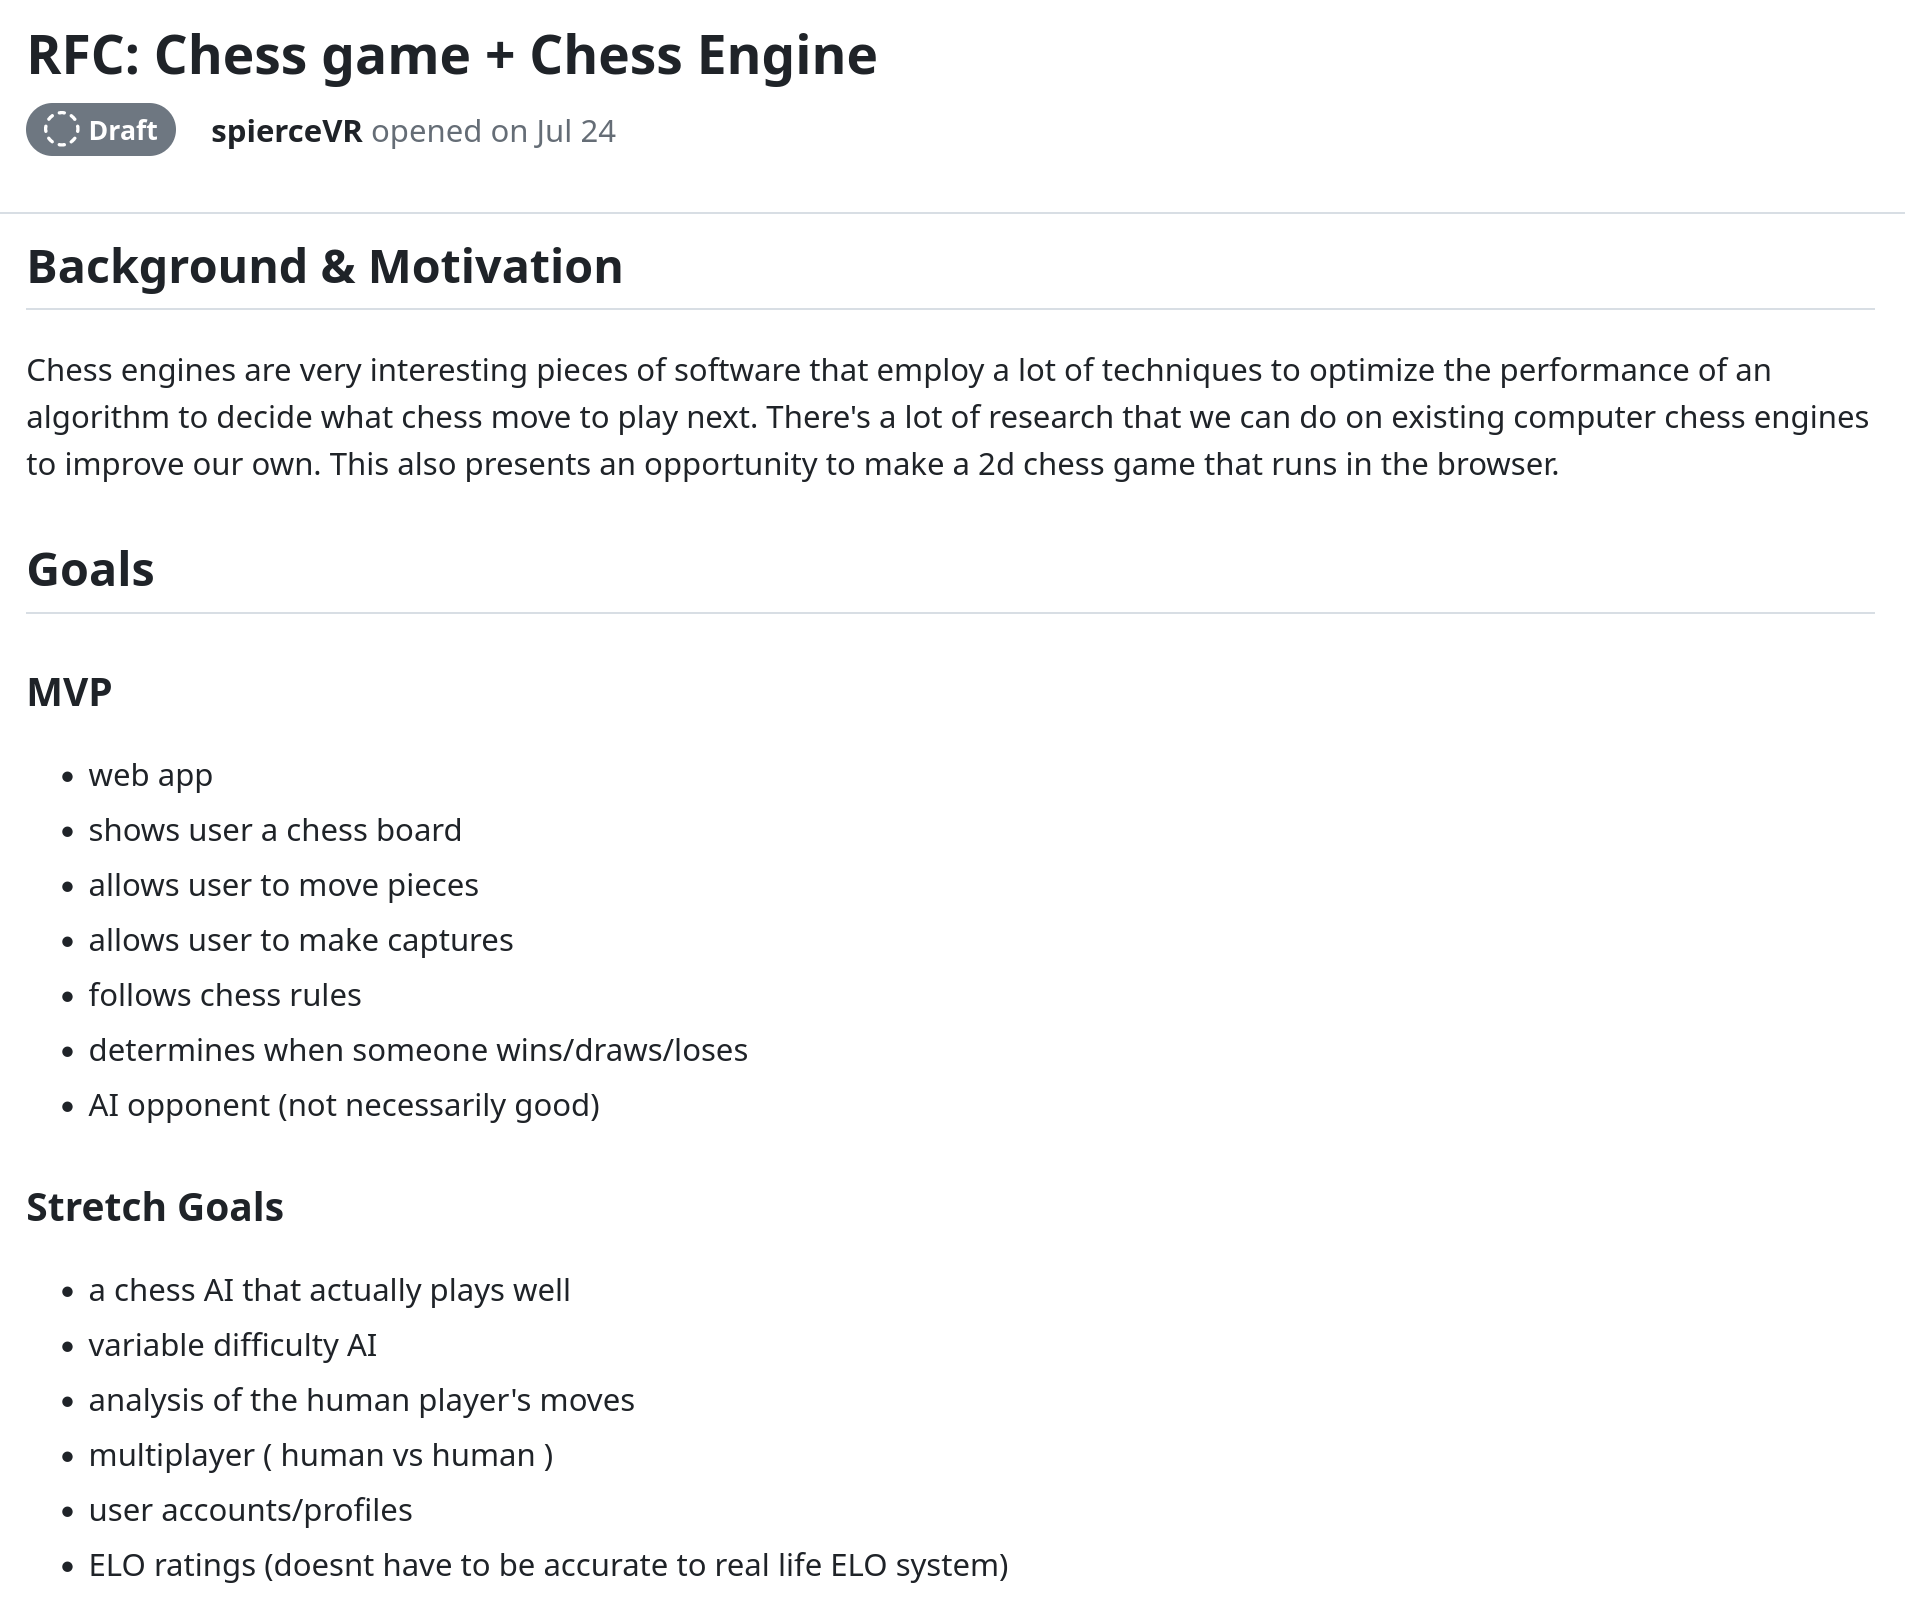 RFC: Chess game + Chess Engine
Draft spierceVR opened on Jul 24
Background & Motivation
Chess engines are very interesting pieces of software that employ a lot of techniques to optimize the performance of an
algorithm to decide what chess move to play next. There's a lot of research that we can do on existing computer chess engines
to improve our own. This also presents an opportunity to make a 2d chess game that runs in the browser.
Goals
MVP
• web app
• shows user a chess board
• allows user to move pieces
• allows user to make captures
• follows chess rules
• determines when someone wins/draws/loses
• AI opponent (not necessarily good)
Stretch Goals
• a chess AI that actually plays well
• variable difficulty AI
• analysis of the human player's moves
• multiplayer ( human vs human )
• user accounts/profiles
• ELO ratings (doesnt have to be accurate to real life ELO system)